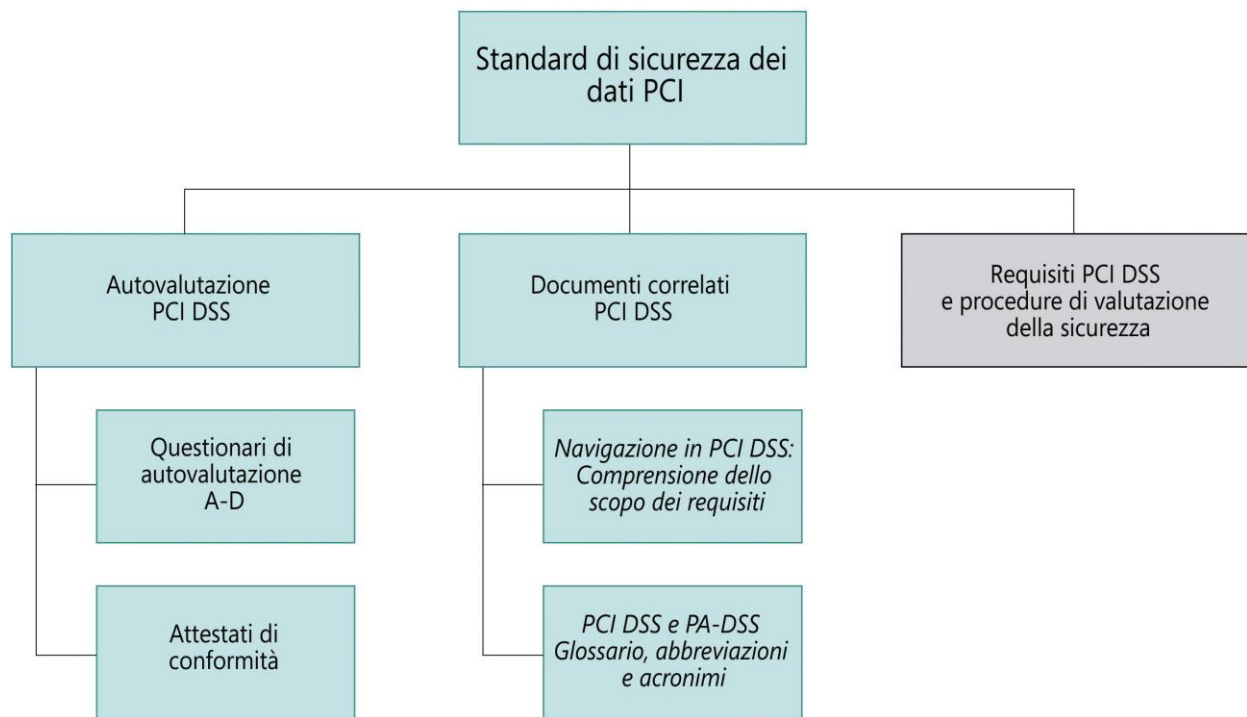 Standard di sicurezza dei
dati PCI
Autovalutazione
PCI DSS
Documenti correlati
PCI DSS
Requisiti PCI DSS
e procedure di valutazione
della sicurezza
Questionari di
autovalutazione
A-D
Navigazione in PCI DSS:
Comprensione dello
scopo dei requisiti
Attestati di
conformità
PCI DSS e PA-DSS
Glossario, abbreviazioni
e acronimi